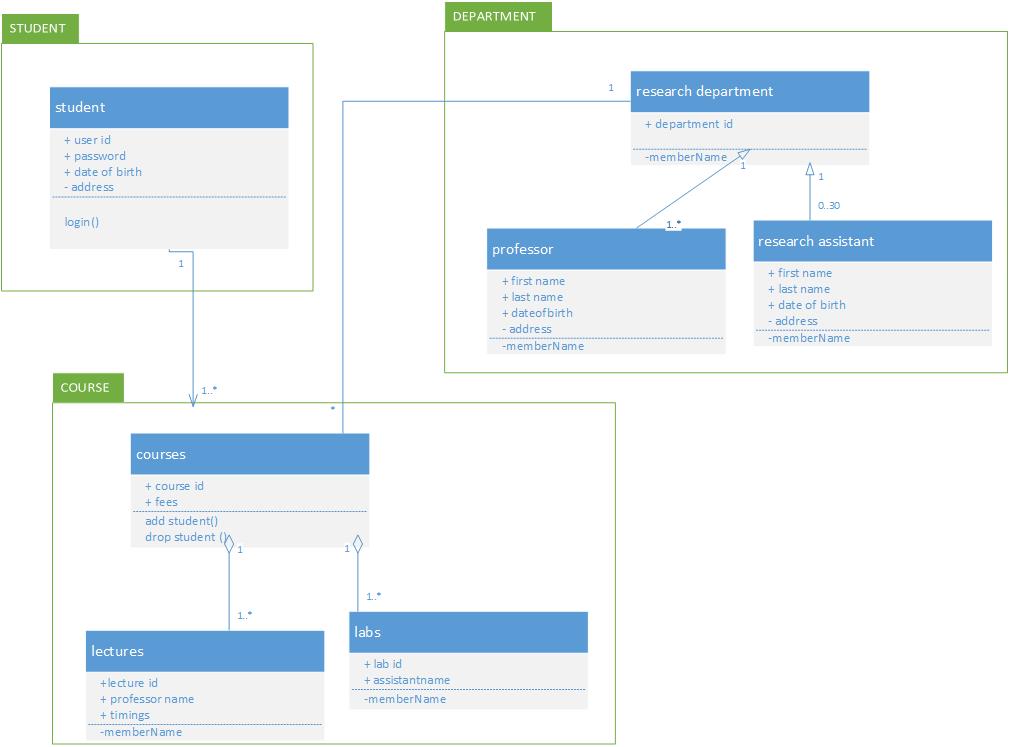 STUDENT
student
+ user id
+ password
+ date of birth
- address
login()
1
1..*
DEPARTMENT
1
research department
+ department id
-memberName
1
1
1..*
0..30
professor
+ first name
+ last name
+ dateofbirth
- address
-memberName
research assistant
+ first name
+ last name
+ date of birth
- address
-memberName
COURSE
*
courses
+ course id
+ fees
add student()
drop student ()
1
1
1..*
1..*
lectures
+lecture id
+ professor name
+ timings
-memberName
labs
+ lab id
+ assistantname
-memberName